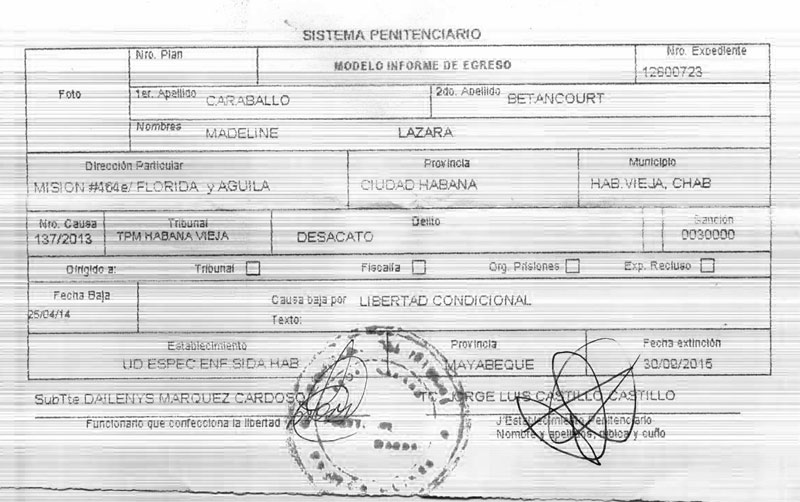 SISTEMA PENITENCIARIO
Nro. Plan
MODELO INFORME DE EGRESO
Nro. Expediente
12600723
Foto
1er. Apellido CARABALLO
2do. Apellido BETANCOURT
Nombres MADELINE LAZARA
Dirección Particular
Provincia
Municipio
MISION #464e/ FLORIDA y AGUILA
CIUDAD HABANA
HAB.VIEJA, CHAB
Nro. Causa
Tribunal
Delito
Sanción
137/2013
TPM HABANA VIEJA
DESACATO
0030000
Dirigido a:
Tribunal
Fiscalía
Org. Prisiones
Exp. Recluso
Fecha Baja
25/04/14
Causa baja por LIBERTAD CONDICIONAL
Texto:
Establecimiento
Provincia
Fecha extinción
UD ESPEC ENF.SIDA HAB
MAYABEQUE
30/09/2015
SubTte DAILENYS MARQUEZ CARDOSO
JORGE LUIS CASTILLO CASTILLO
Funcionario que confecciona la libertad
J'Establecimiento Penitenciario
Nombre y apellidos, rúbica y cuño